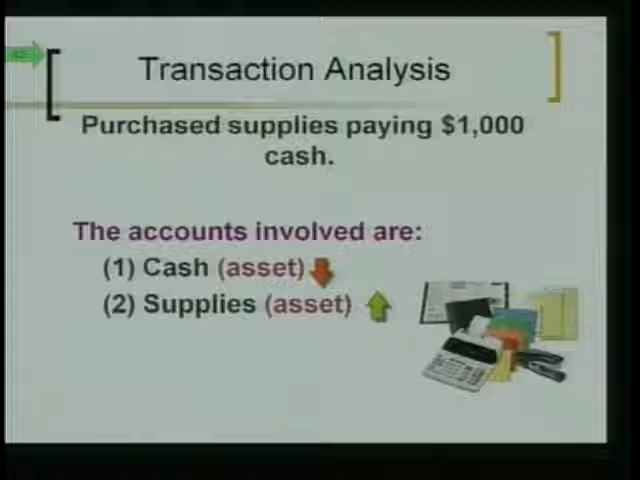 Transaction Analysis
Purchased supplies paying $1,000
cash.
The accounts involved are:
(1) Cash (asset)
(2) Supplies (asset)